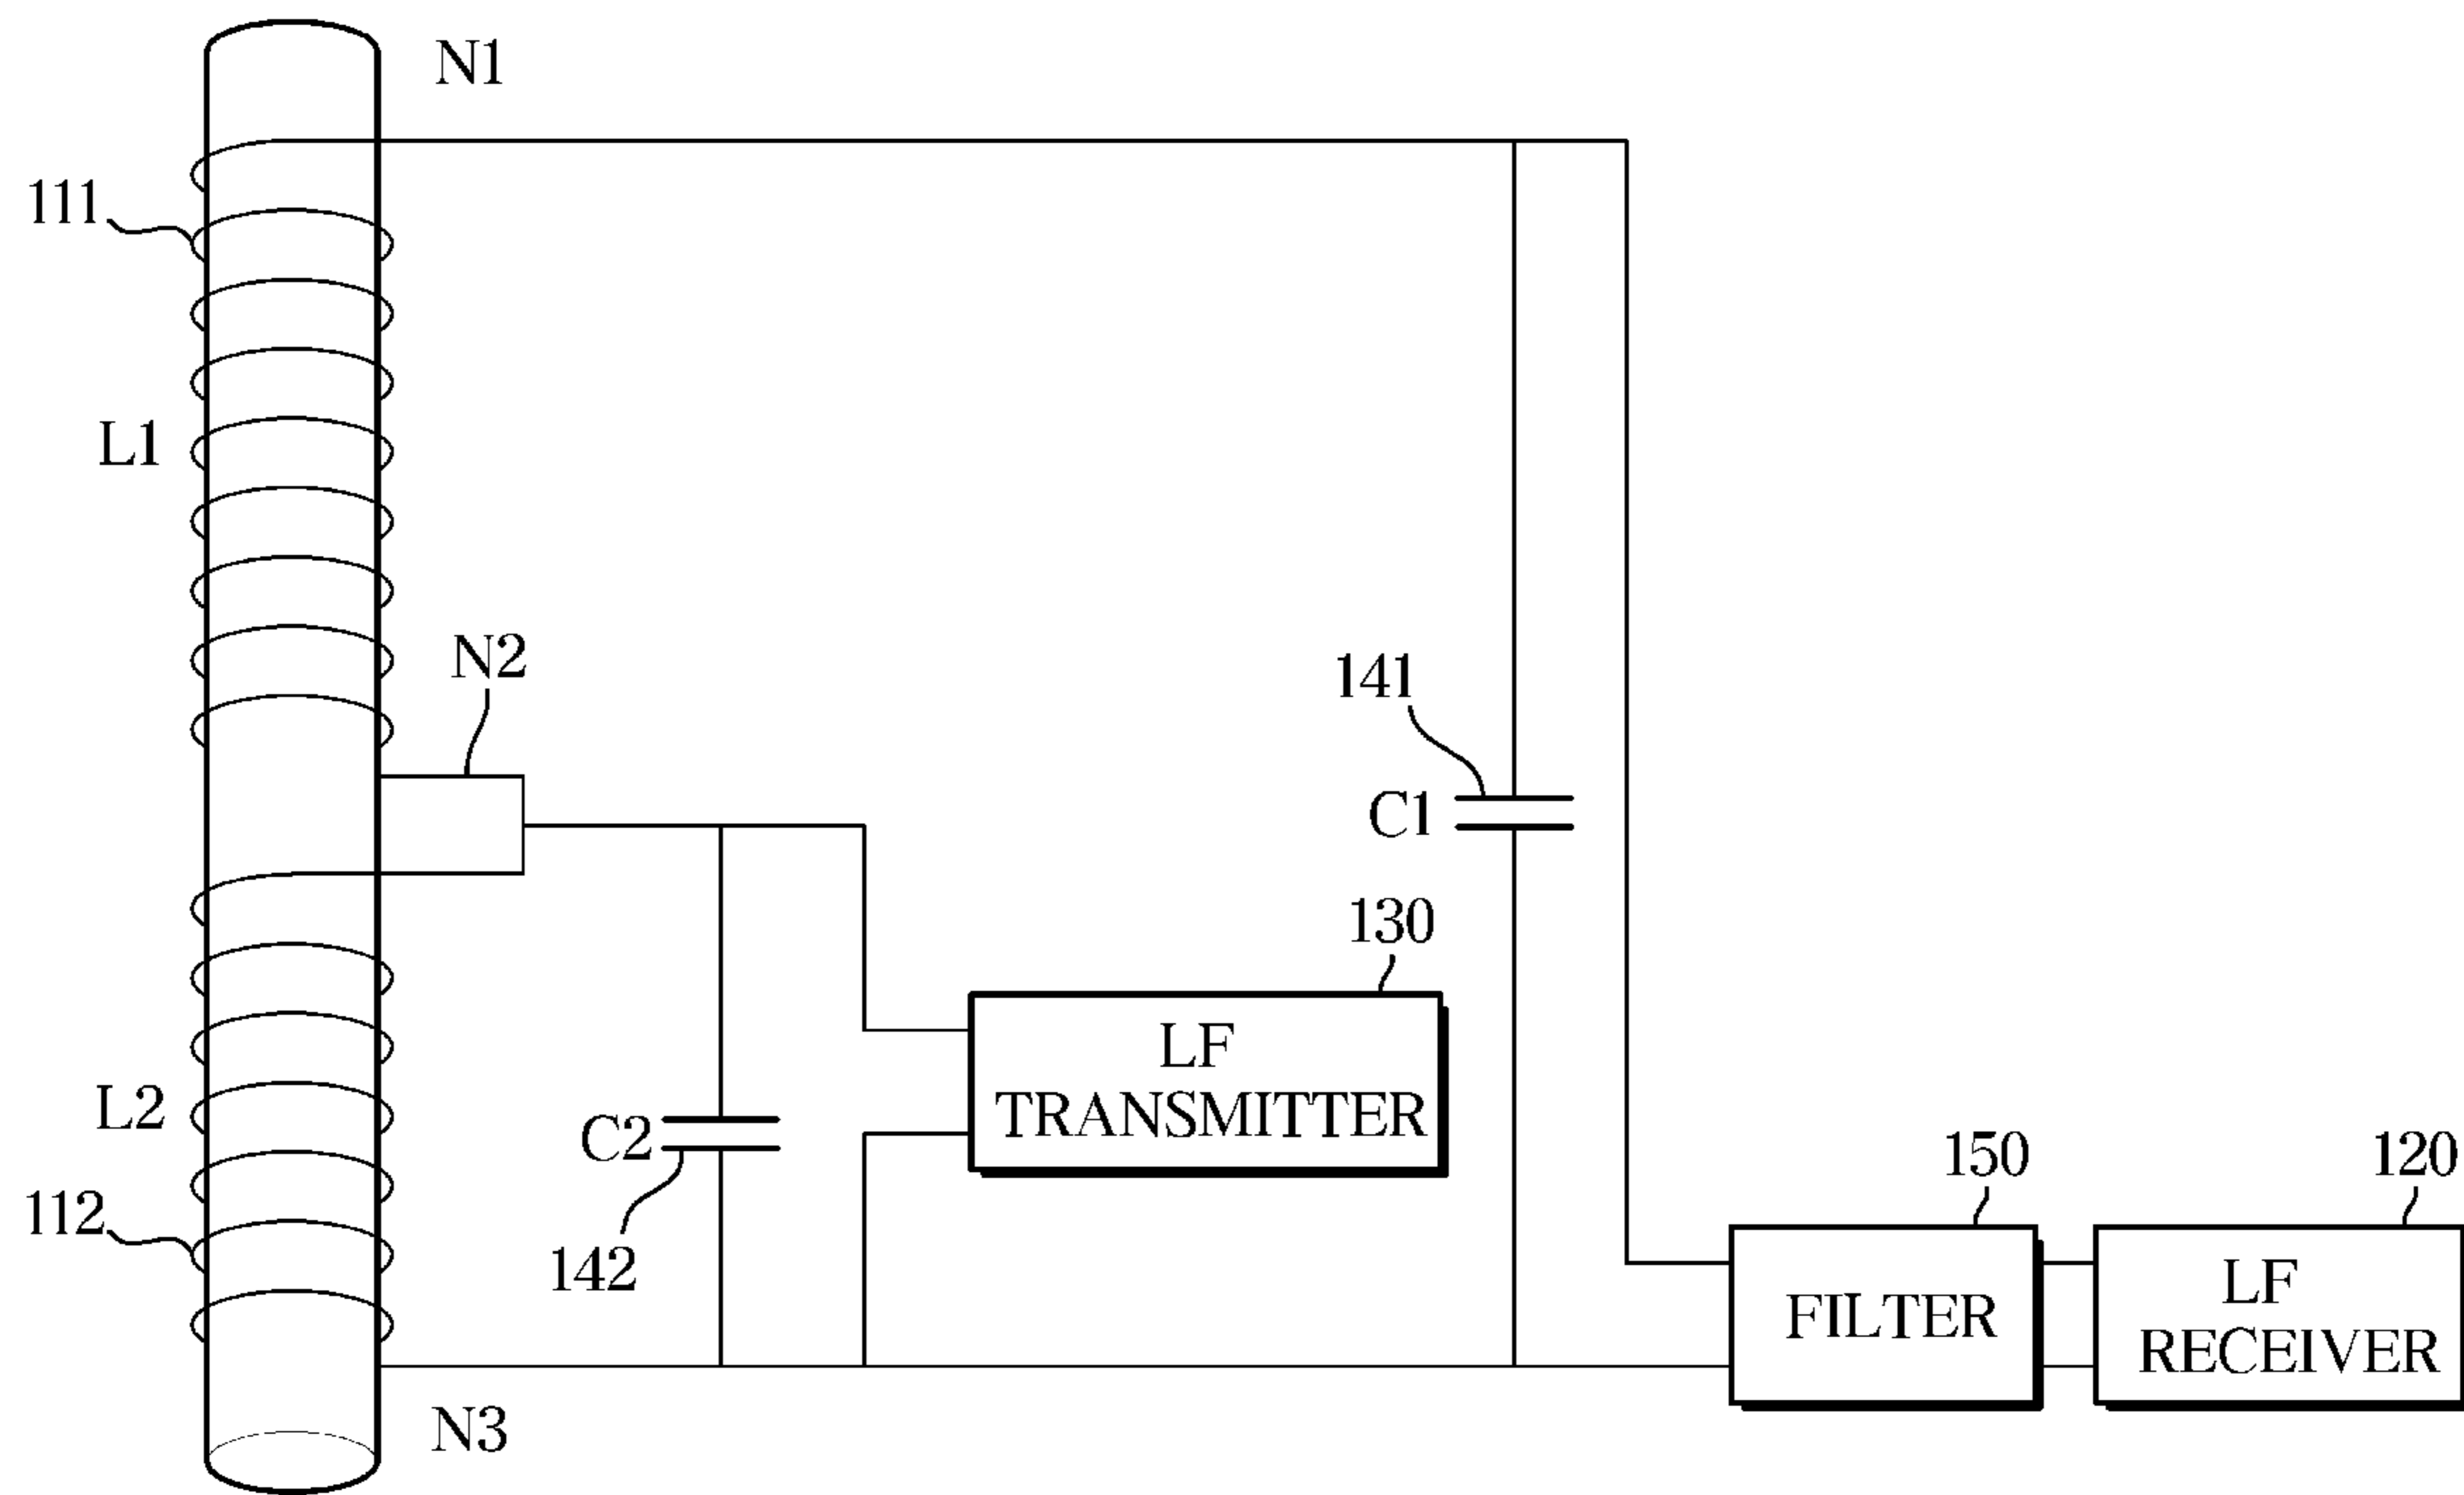 N1
111
L1
N2
141
C1
130
LF
TRANSMITTER
L2
C2
112
142
150
120
FILTER
LF
RECEIVER
N3